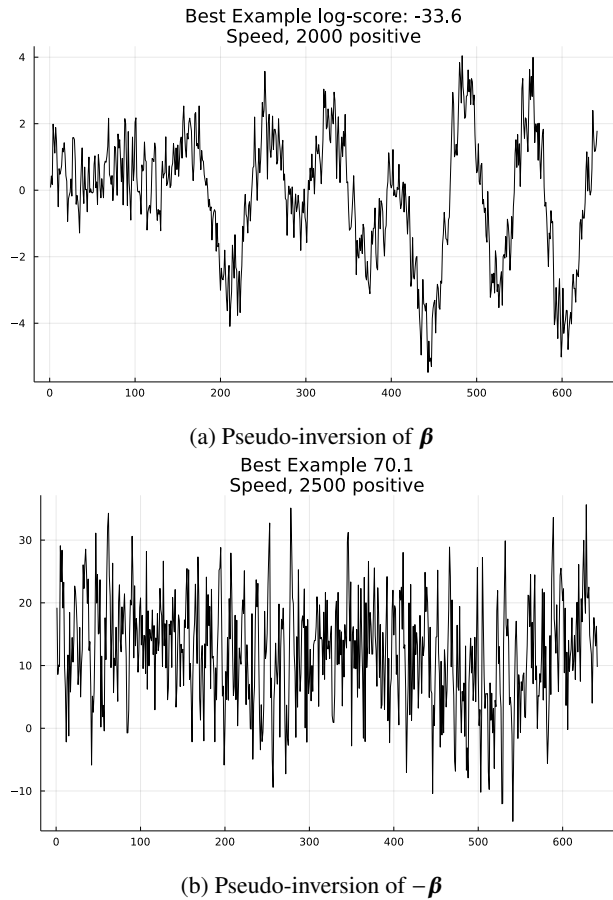 Best Example log-score: -33.6
Speed, 2000 positive
4
2
0
−2
−4
0 100 200 300 400 500 600
(a) Pseudo-inversion of β
Best Example 70.1
Speed, 2500 positive
30
20
10
0
−10
0 100 200 300 400 500 600
(b) Pseudo-inversion of −β